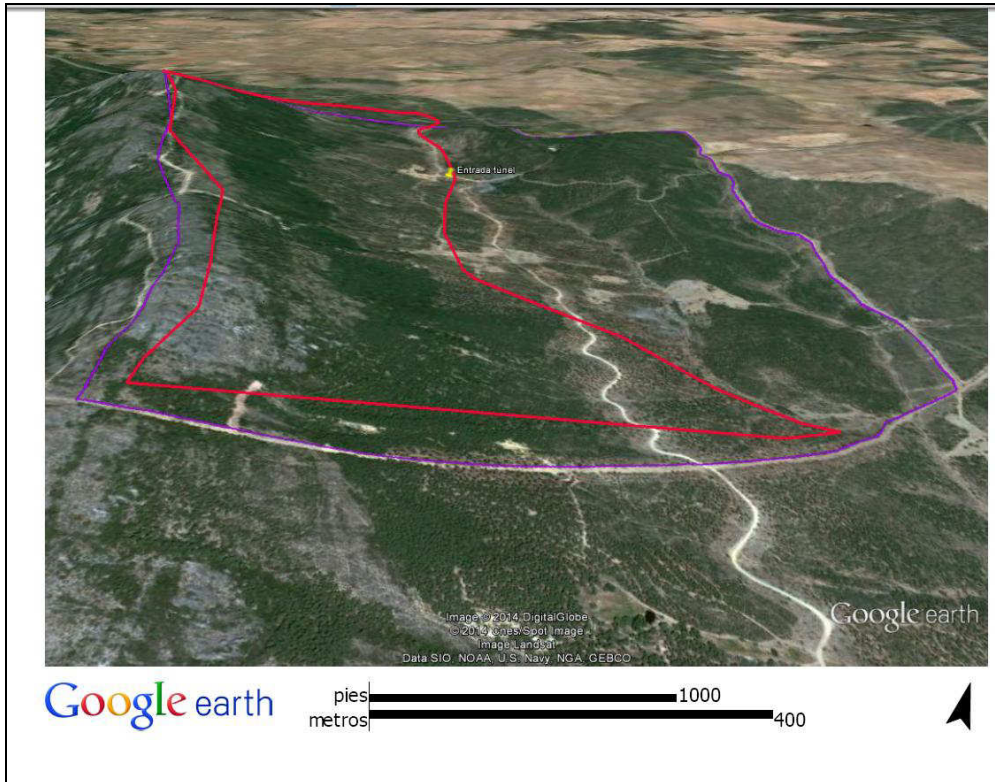 Entrada tunel
Image © 2014 DigitalGlobe
© 2014 Cnes/Spot Image
Image Landsat
Data SIO, NOAA, U.S. Navy, NGA, GEBCO
Google earth
Google earth
pies 1000
metros 400